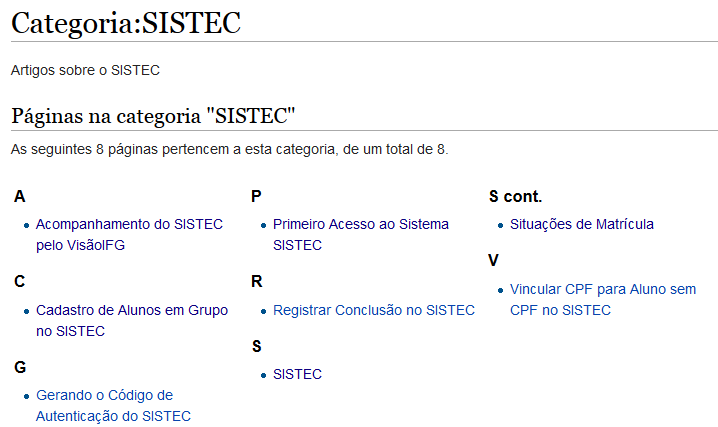 Categoria:SISTEC
Artigos sobre o SISTEC
Páginas na categoria "SISTEC"
As seguintes 8 páginas pertencem a esta categoria, de um total de 8.
A
Acompanhamento do SISTEC
pelo VisãoIFG
C
Cadastro de Alunos em Grupo
no SISTEC
G
Gerando o Código de
Autenticação do SISTEC
P
Primeiro Acesso ao Sistema
SISTEC
R
Registrar Conclusão no SISTEC
S
SISTEC
S cont.
Situações de Matrícula
V
Vincular CPF para Aluno sem
CPF no SISTEC